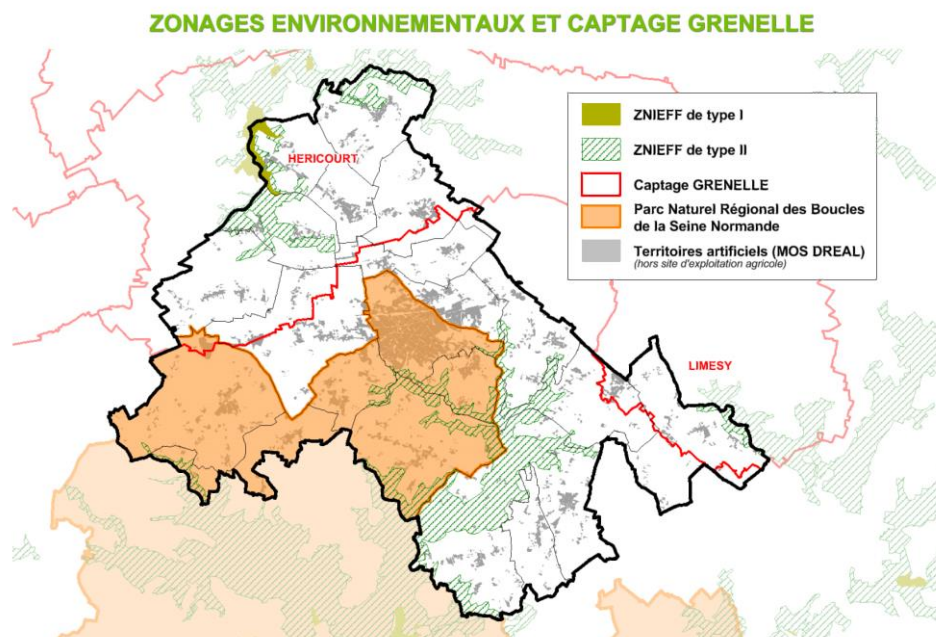 ZONAGES ENVIRONNEMENTAUX ET CAPTAGE GRENELLE
ZNIEFF de type I
ZNIEFF de type II
Captage GRENELLE
Parc Naturel Régional des Boucles
de la Seine Normande
Territoires artificiels (MOS DREAL)
(hors site d'exploitation agricole)
HERICOURT
LIMESY